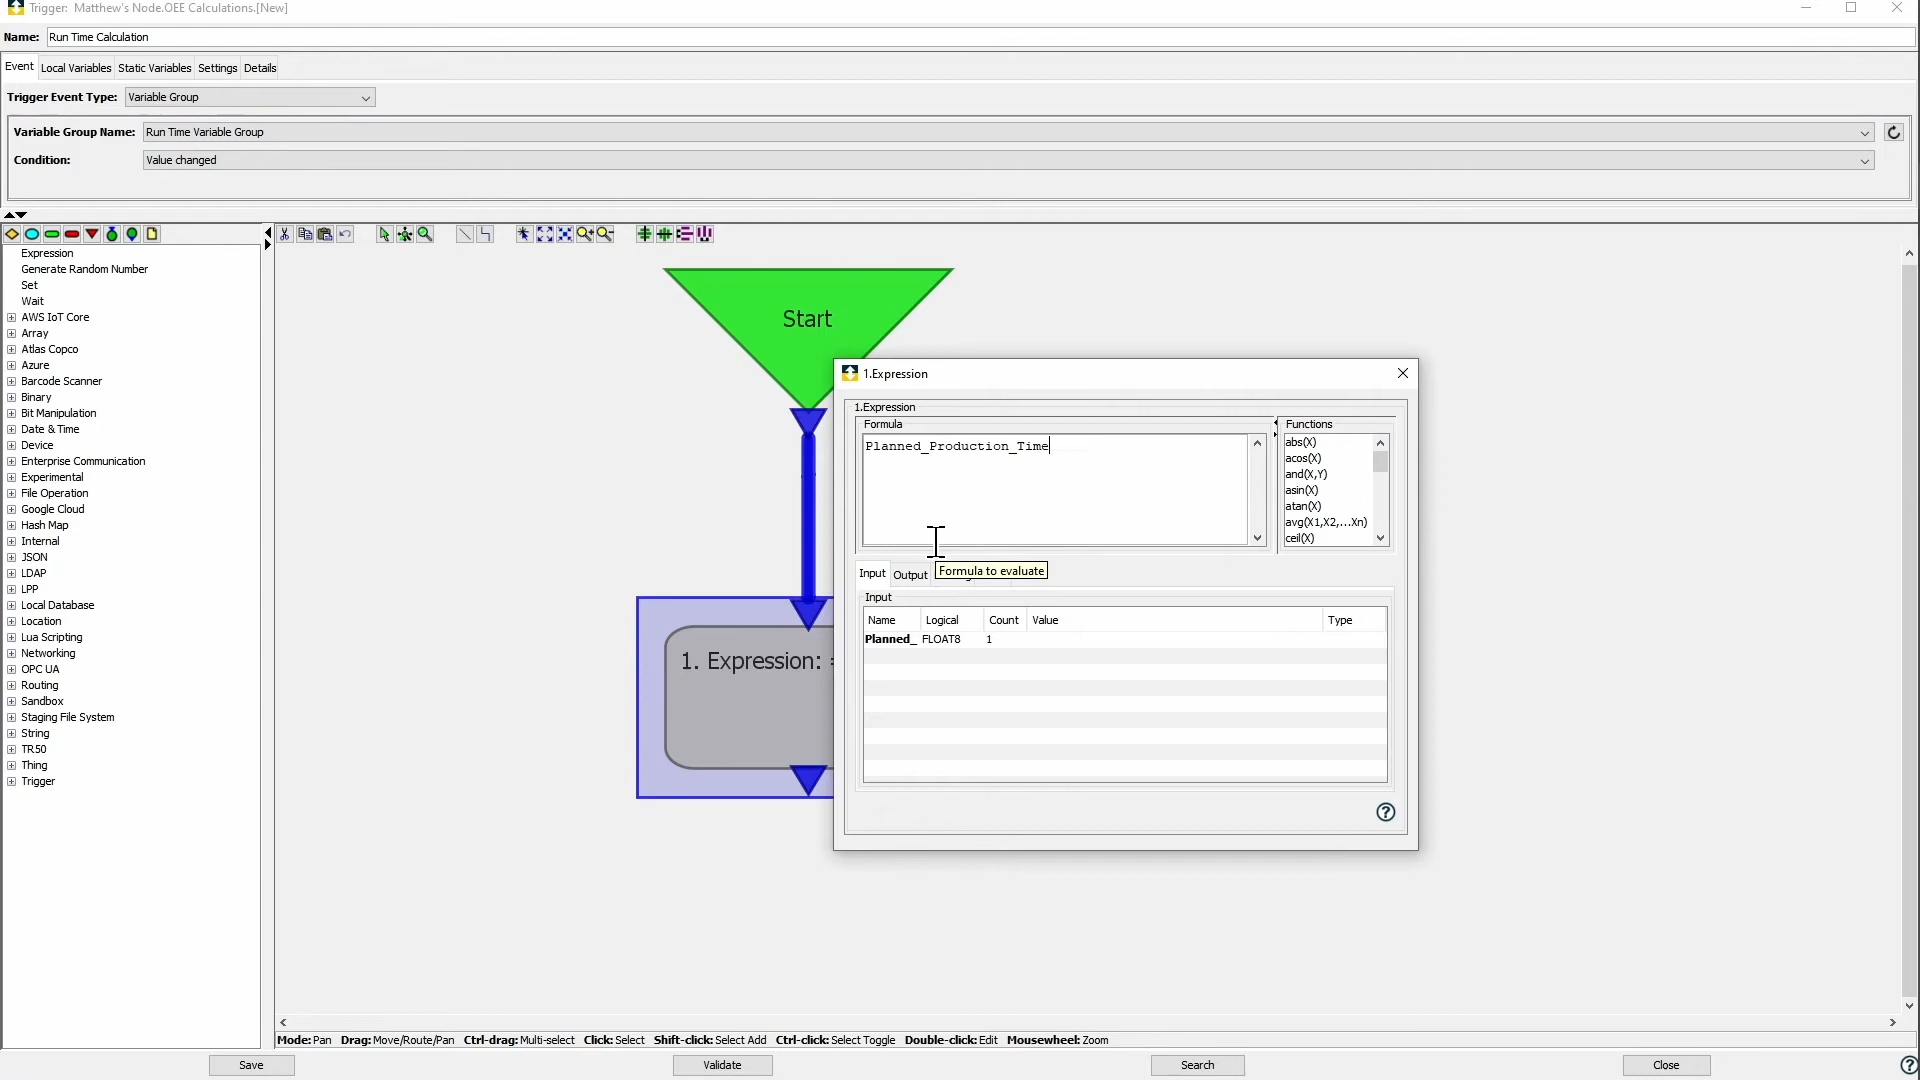 Trigger: Matthew's Node.OEE Calculations.[New]
Name: Run Time Calculation
Event Local Variables Static Variables Settings Details
Trigger Event Type: Variable Group
Variable Group Name: Run Time Variable Group
Condition: Value changed
Expression
Generate Random Number
Set
Wait
AWS IoT Core
Array
Atlas Copco
Azure
Barcode Scanner
Binary
Bit Manipulation
Date & Time
Device
Enterprise Communication
Experimental
File Operation
Google Cloud
Hash Map
Internal
JSON
LDAP
LPP
Local Database
Location
Lua Scripting
Networking
OPC UA
Routing
Sandbox
Staging File System
String
TR50
Thing
Trigger
Start
1. Expression: =
1.Expression
1.Expression
Formula
Planned_Production_Time
Functions
abs(X)
acos(X)
and(X,Y)
asin(X)
atan(X)
avg(X1,X2,...Xn)
ceil(X)
Formula to evaluate
Input Output
Input
Name Logical Count Value Type
Planned_ FLOAT8 1
Mode: Pan Drag: Move/Route/Pan Ctrl-drag: Multi-select Click: Select Shift-click: Select Add Ctrl-click: Select Toggle Double-click: Edit Mousewheel: Zoom
Save Validate Search Close